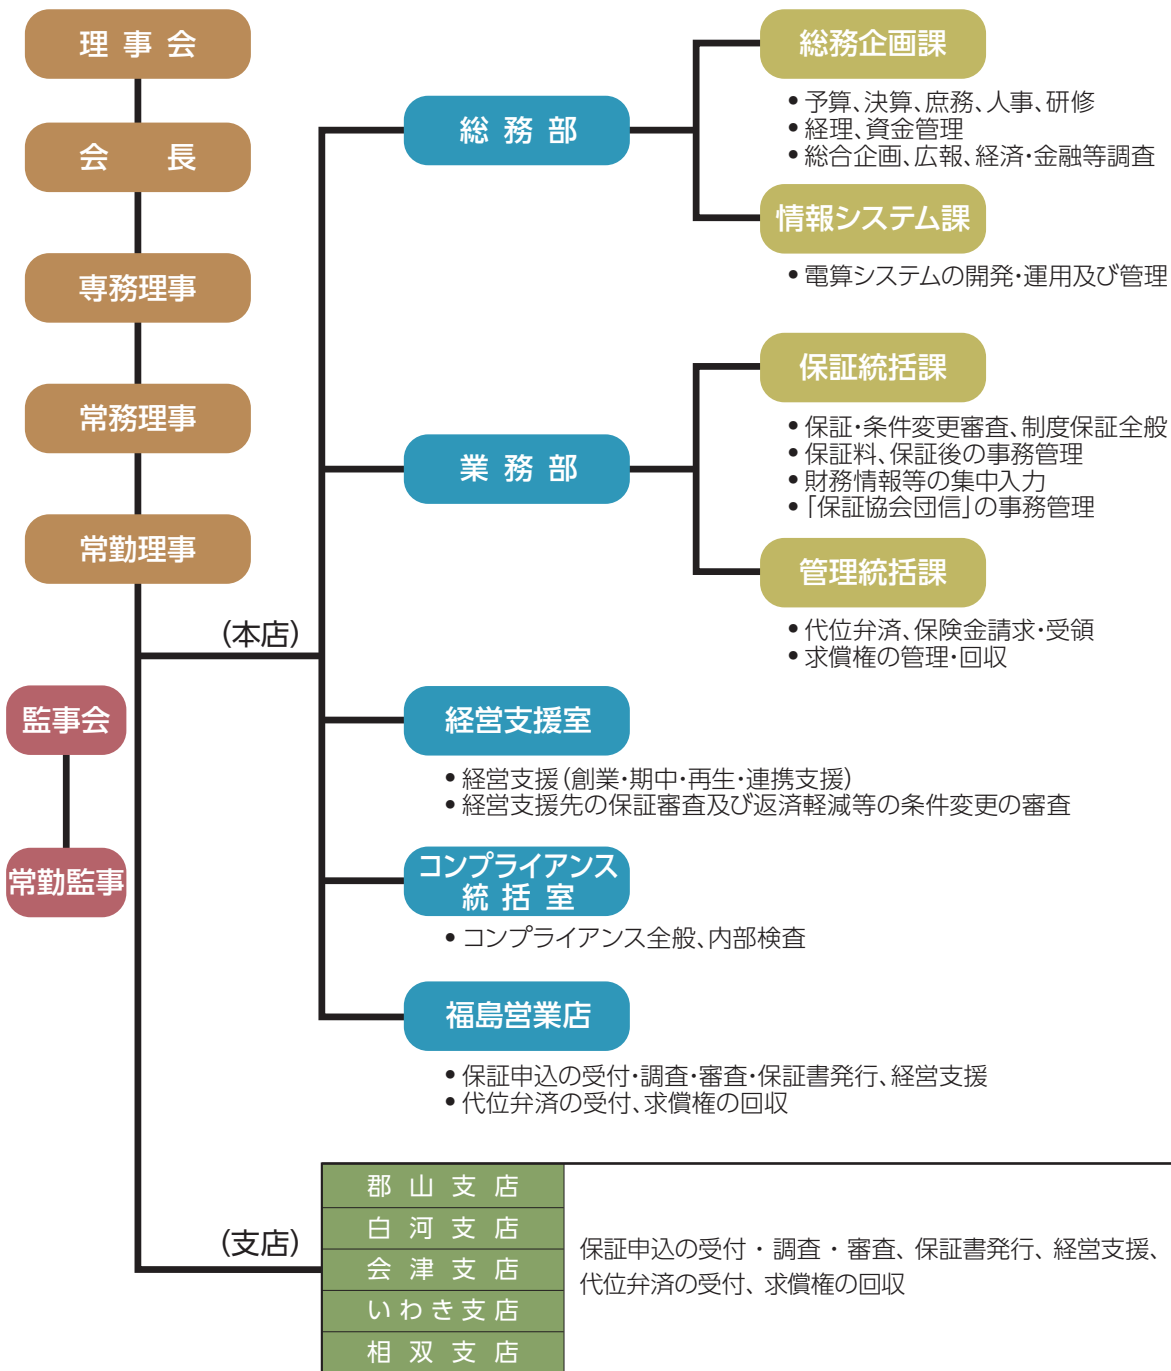 理事会
会長
専務理事
常務理事
常勤理事
監事会
常勤監事
(本店)
総務部
総務企画課
• 予算、決算、庶務、人事、研修
• 経理、資金管理
• 総合企画、広報、経済・金融等調査
情報システム課
• 電算システムの開発・運用及び管理
業務部
保証統括課
• 保証・条件変更審査、制度保証全般
• 保証料、保証後の事務管理
• 財務情報等の集中入力
• 「保証協会団信」の事務管理
管理統括課
• 代位弁済、保険金請求・受領
• 求償権の管理・回収
経営支援室
• 経営支援(創業・期中・再生・連携支援)
• 経営支援先の保証審査及び返済軽減等の条件変更の審査
コンプライアンス
統括室
• コンプライアンス全般、内部検査
福島営業店
• 保証申込の受付・調査・審査・保証書発行、経営支援
• 代位弁済の受付、求償権の回収
(支店)
郡山支店
白河支店
会津支店
いわき支店
相双支店
保証申込の受付・調査・審査、保証書発行、経営支援、
代位弁済の受付、求償権の回収